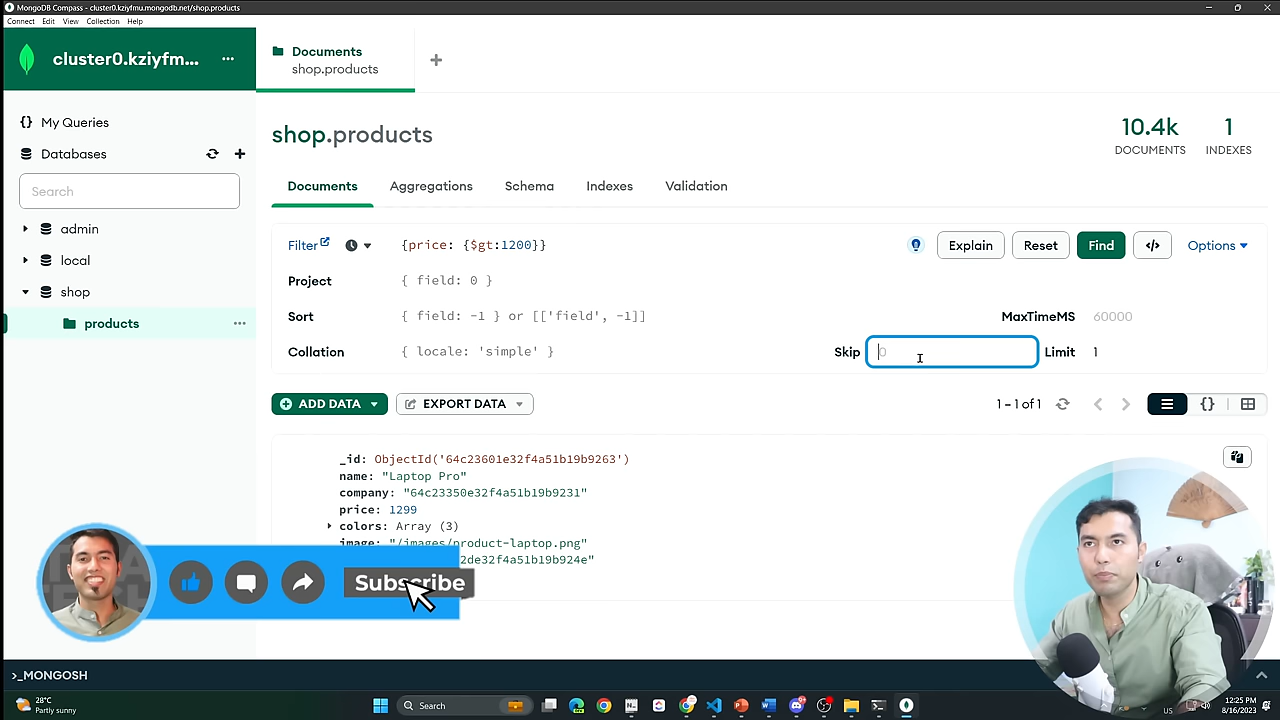 MongoDB Compass - cluster0.kziyfmu.mongodb.net/shop.products
Connect Edit View Collection Help
cluster0.kziyfm...
Documents
shop.products
My Queries
Databases
Search
admin
local
shop
products
shop.products
10.4k
DOCUMENTS
1
INDEXES
Documents Aggregations Schema Indexes Validation
Filter {price: {$gt:1200}} Explain Reset Find </> Options
Project { field: 0 }
Sort { field: -1 } or [['field', -1]] MaxTimeMS 60000
Collation { locale: 'simple' } Skip 0 Limit 1
ADD DATA EXPORT DATA 1 – 1 of 1 {}
_id: ObjectId('64c23601e32f4a51b19b9263')
name: "Laptop Pro"
company: "64c23350e32f4a51b19b9231"
price: 1299
colors: Array (3)
image: "/images/product-laptop.png"
2de32f4a51b19b924e"
Subscribe
>_MONGOSH
28°C
Partly sunny
Search
US
12:25 PM
8/16/2023